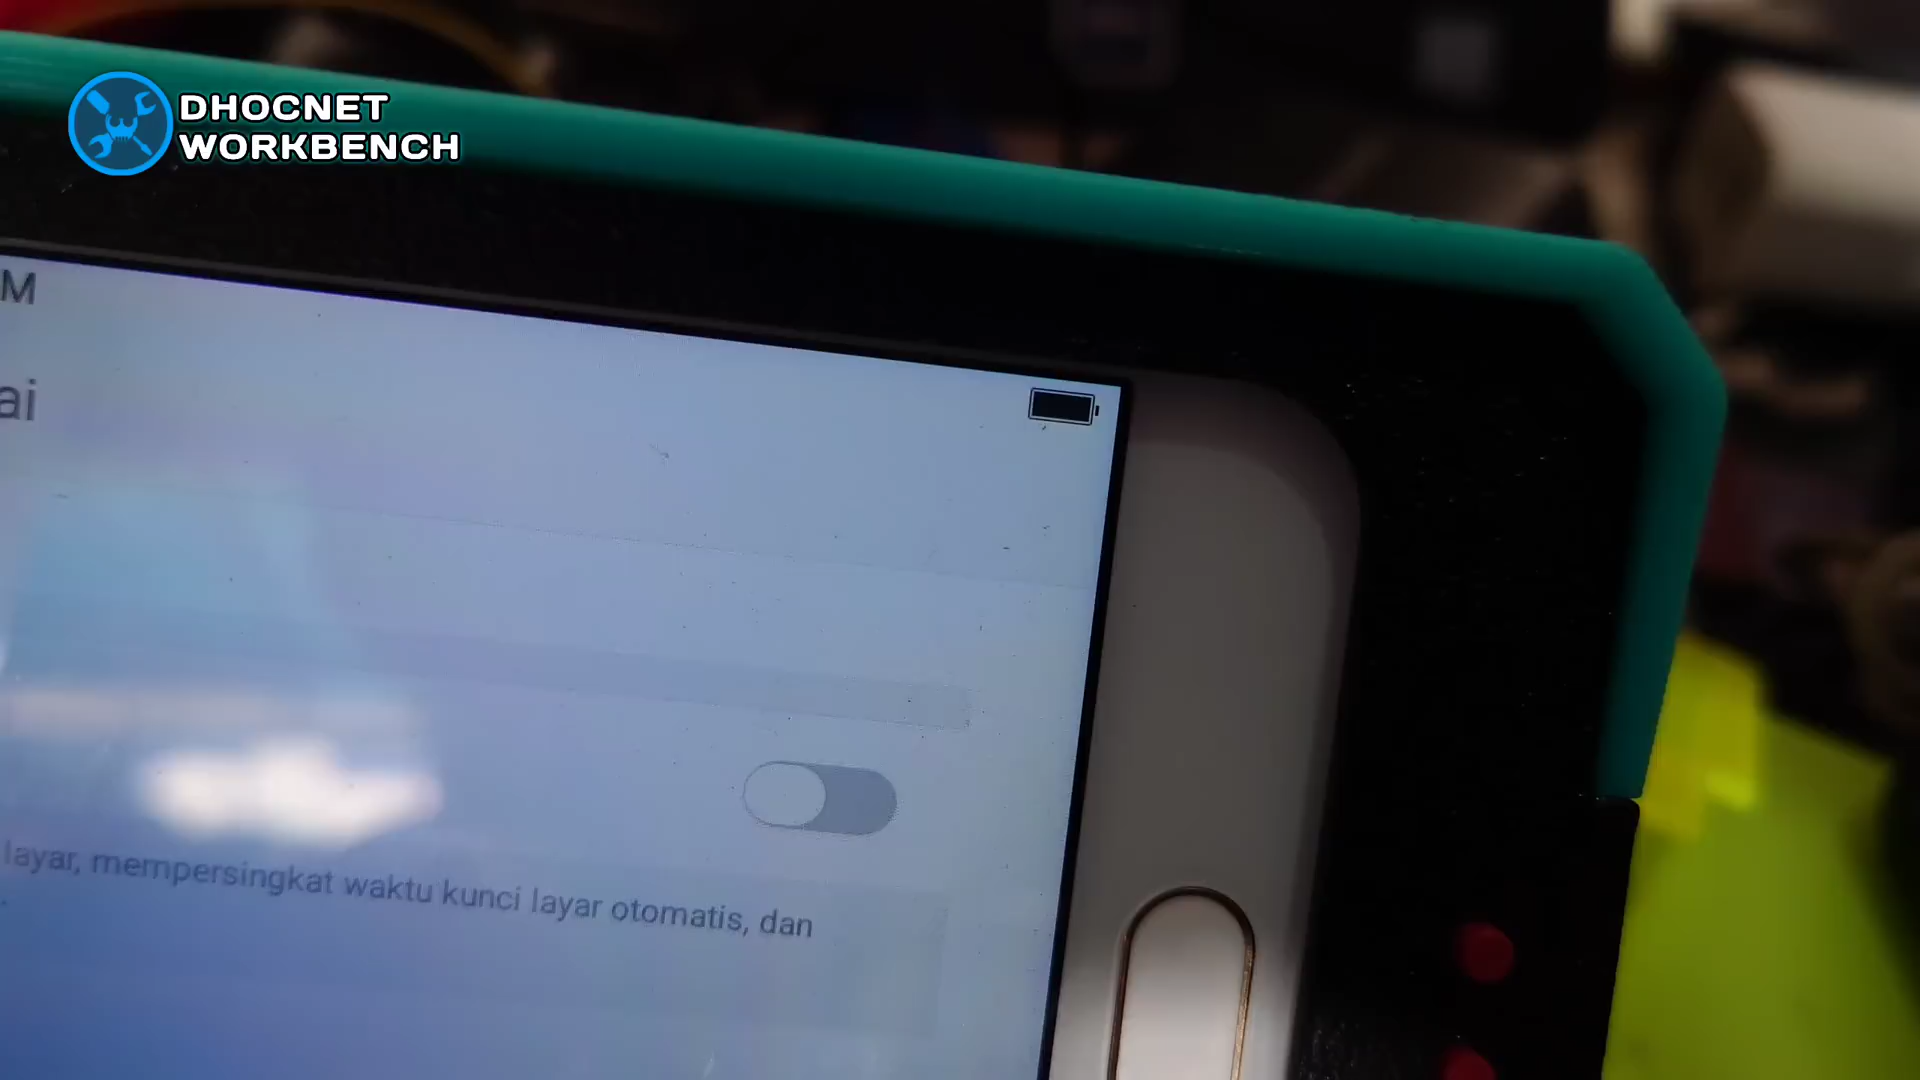 DHOCNET
WORKBENCH
M
ai
layar, mempersingkat waktu kunci layar otomatis, dan